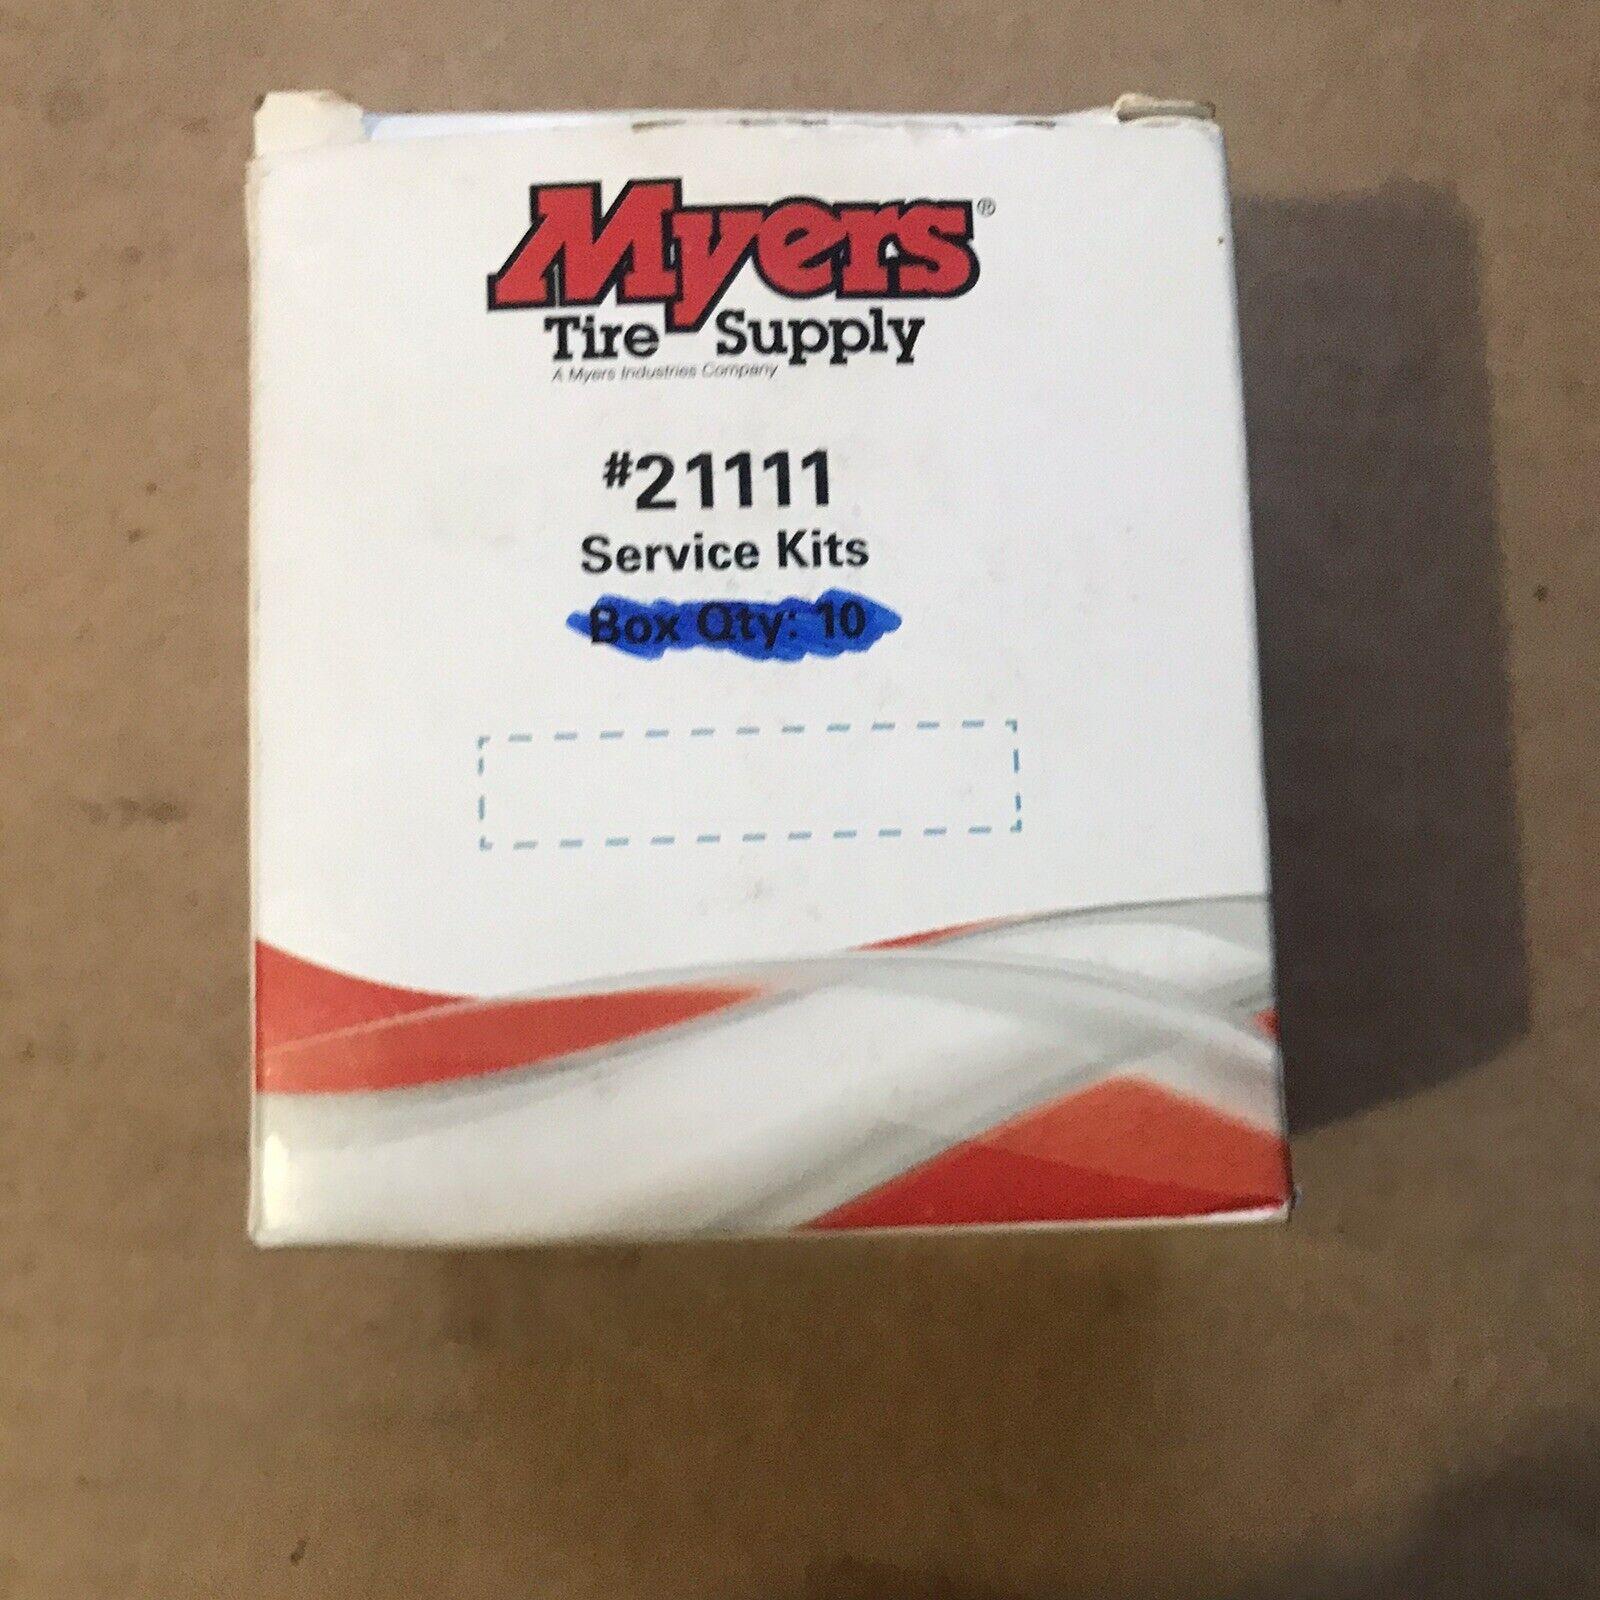 Myers®
Tire Supply
A Myers Industries Company
#21111
Service Kits
Box Qty: 10